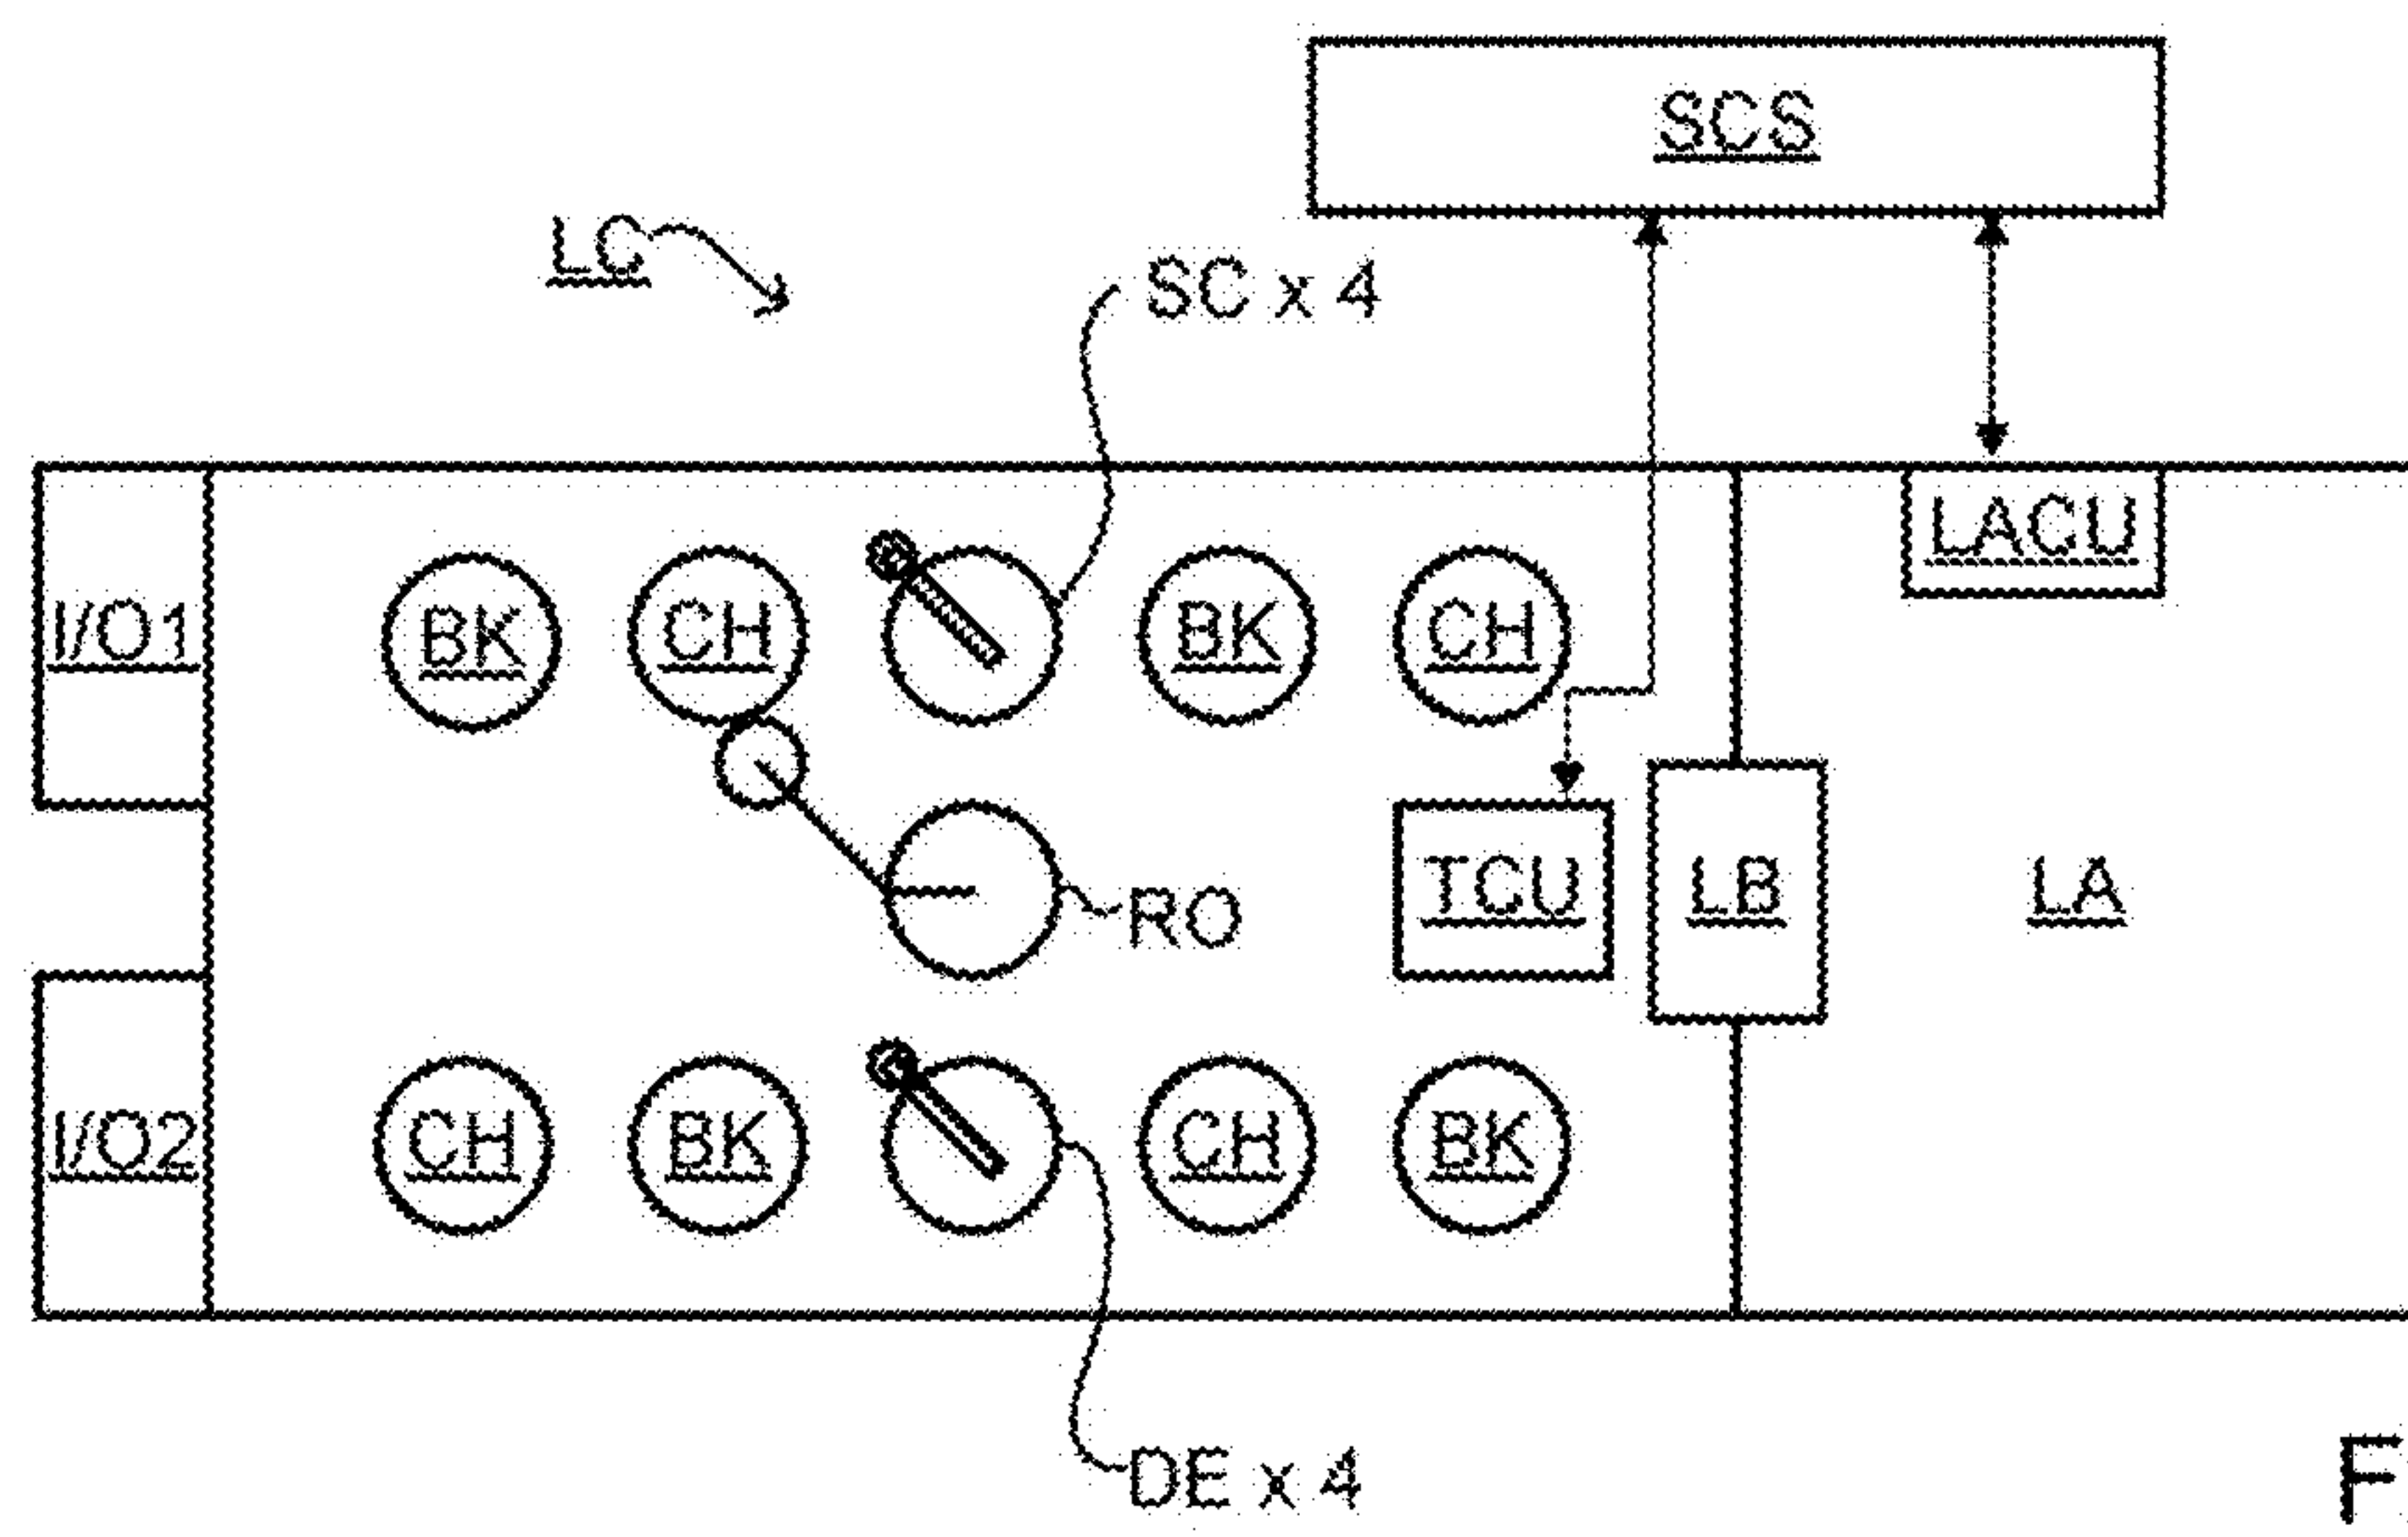 SCS
LC
SC x 4
I/O1
BK
CH
BK
CH
LACU
RO
TCU
LB
LA
I/O2
CH
BK
CH
BK
DE x 4
F